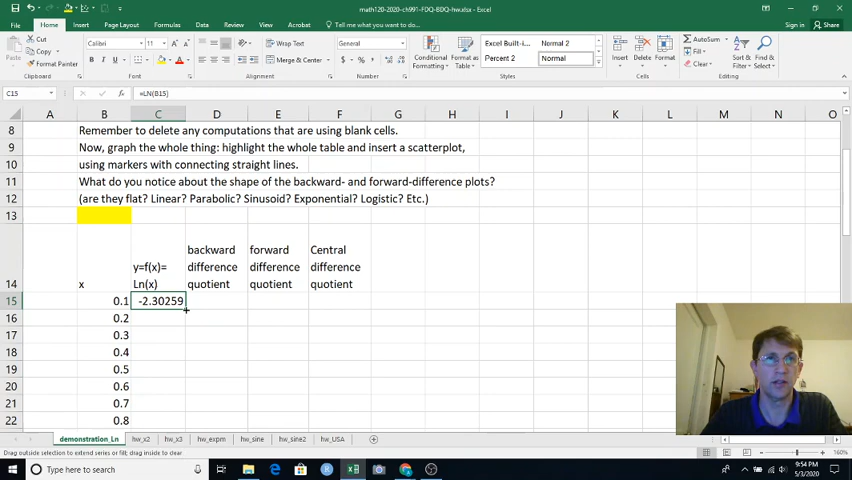 math120-2020-ch991-FDQ-BDQ-hw.xlsx - Excel
Sign in
File Home Insert Page Layout Formulas Data Review View Acrobat Tell me what you want to do... Share
Cut
Copy
Format Painter
Clipboard
Calibri 11
B I U
Font
Wrap Text
Merge & Center
Alignment
General
$ % ,
Number
Conditional Formatting
Format as Table
Excel Built-i... Normal 2
Percent 2 Normal
Styles
Insert Delete Format
Cells
AutoSum
Fill
Clear
Sort & Filter
Find & Select
Editing
C15 fx =LN(B15)
A B C D E F G H I J K L M N O
8 Remember to delete any computations that are using blank cells.
9 Now, graph the whole thing: highlight the whole table and insert a scatterplot,
10 using markers with connecting straight lines.
11 What do you notice about the shape of the backward- and forward-difference plots?
12 (are they flat? Linear? Parabolic? Sinusoid? Exponential? Logistic? Etc.)
13
14 x y=f(x)= Ln(x) backward difference quotient forward difference quotient Central difference quotient
15 0.1 -2.30259
16 0.2
17 0.3
18 0.4
19 0.5
20 0.6
21 0.7
22 0.8
demonstration_Ln hw_x2 hw_x3 hw_expm hw_sine hw_sine2 hw_USA
Drag outside selection to extend series or fill; drag inside to clear
160%
Type here to search
9:54 PM
5/3/2020